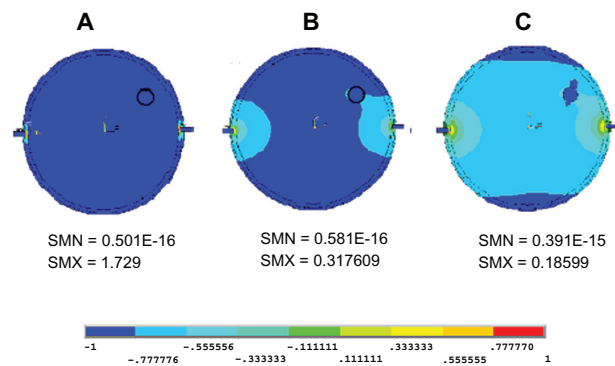 A B C
SMN = 0.501E-16 SMN = 0.581E-16 SMN = 0.391E-15
SMX = 1.729 SMX = 0.317609 SMX = 0.18599
-1 -.555556 -.111111 .333333 .777770
-.777776 -.333333 .111111 .555555 1